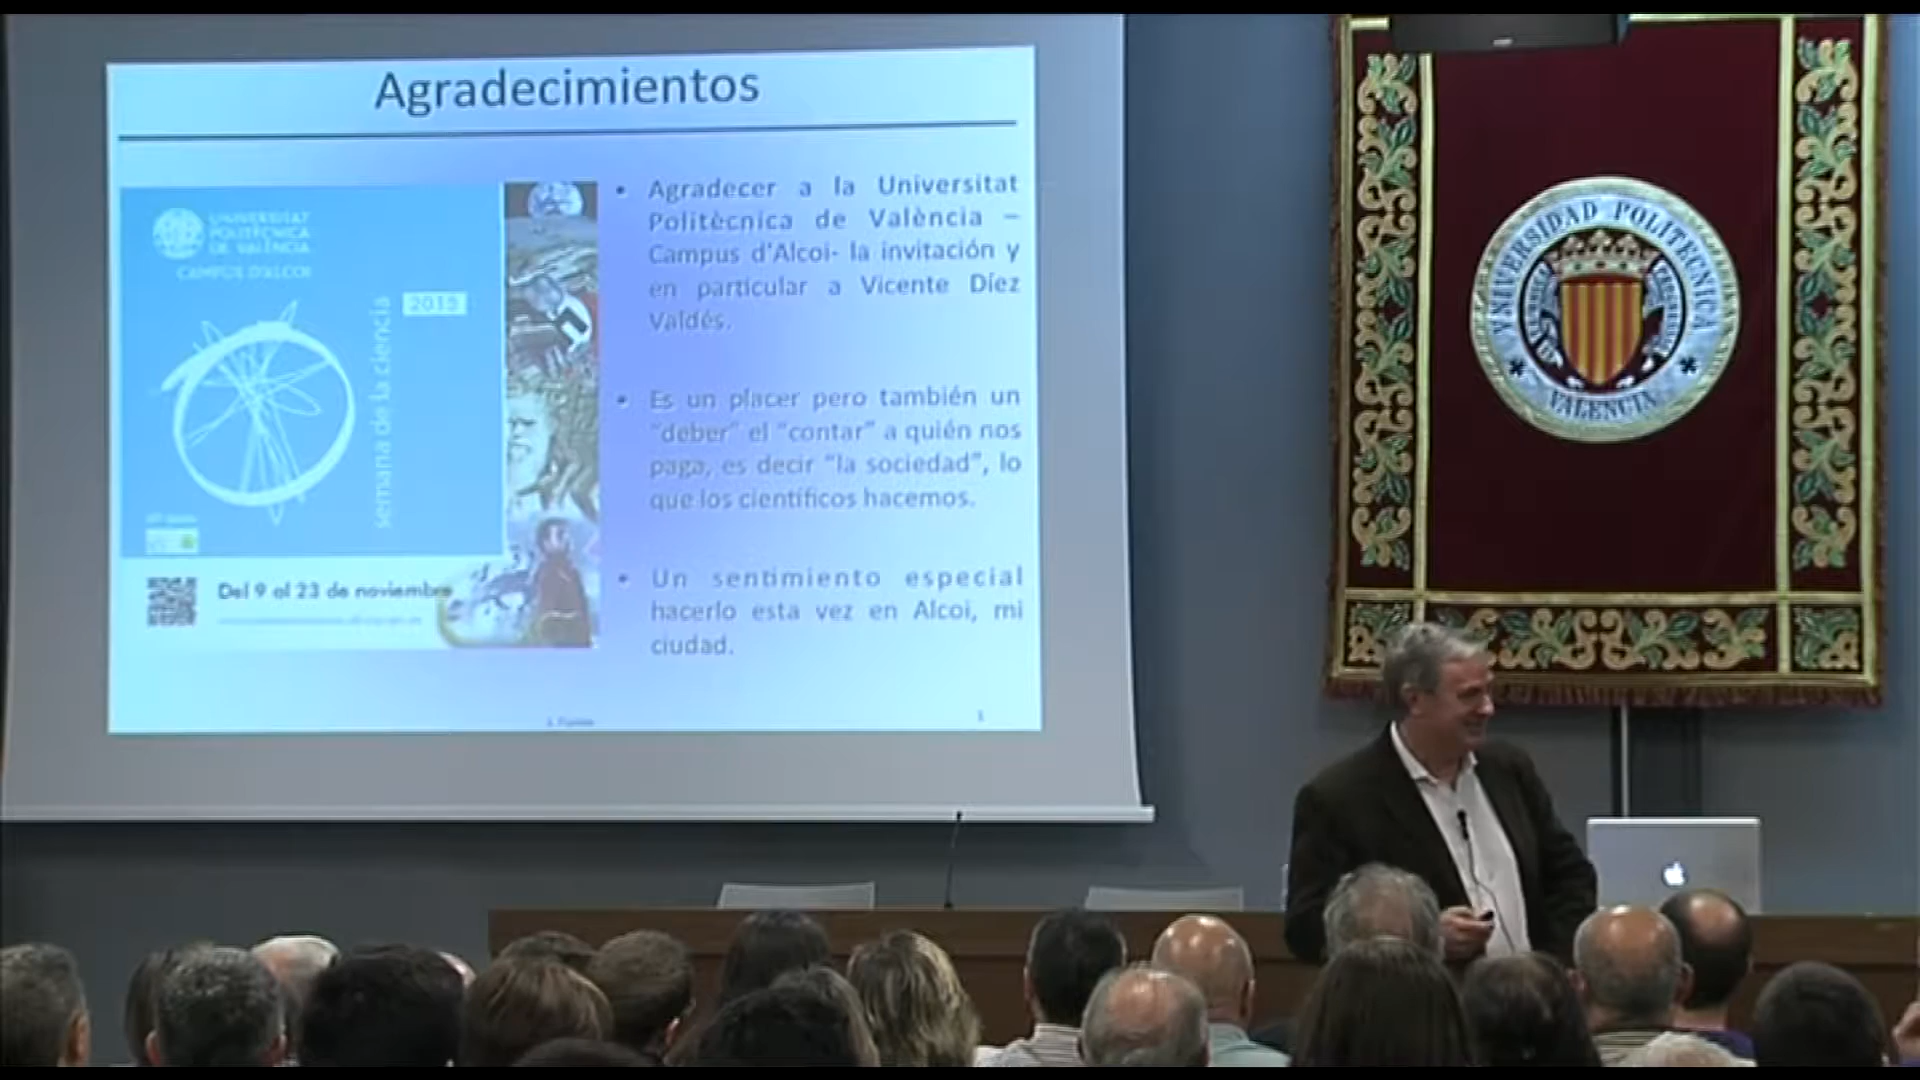 Agradecimientos
UNIVERSITAT
POLITÈCNICA
DE VALÈNCIA
CAMPUS D'ALCOI
2015
semana de la ciencia
Del 9 al 23 de noviembre
• Agradecer a la Universitat
Politècnica de València –
Campus d'Alcoi- la invitación y
en particular a Vicente Díez
Valdés.
• Es un placer pero también un
“deber” el “contar” a quién nos
paga, es decir “la sociedad”, lo
que los científicos hacemos.
• Un sentimiento especial
hacerlo esta vez en Alcoi, mi
ciudad.
VNIVERSIDAD POLITECNICA
VALENCIA